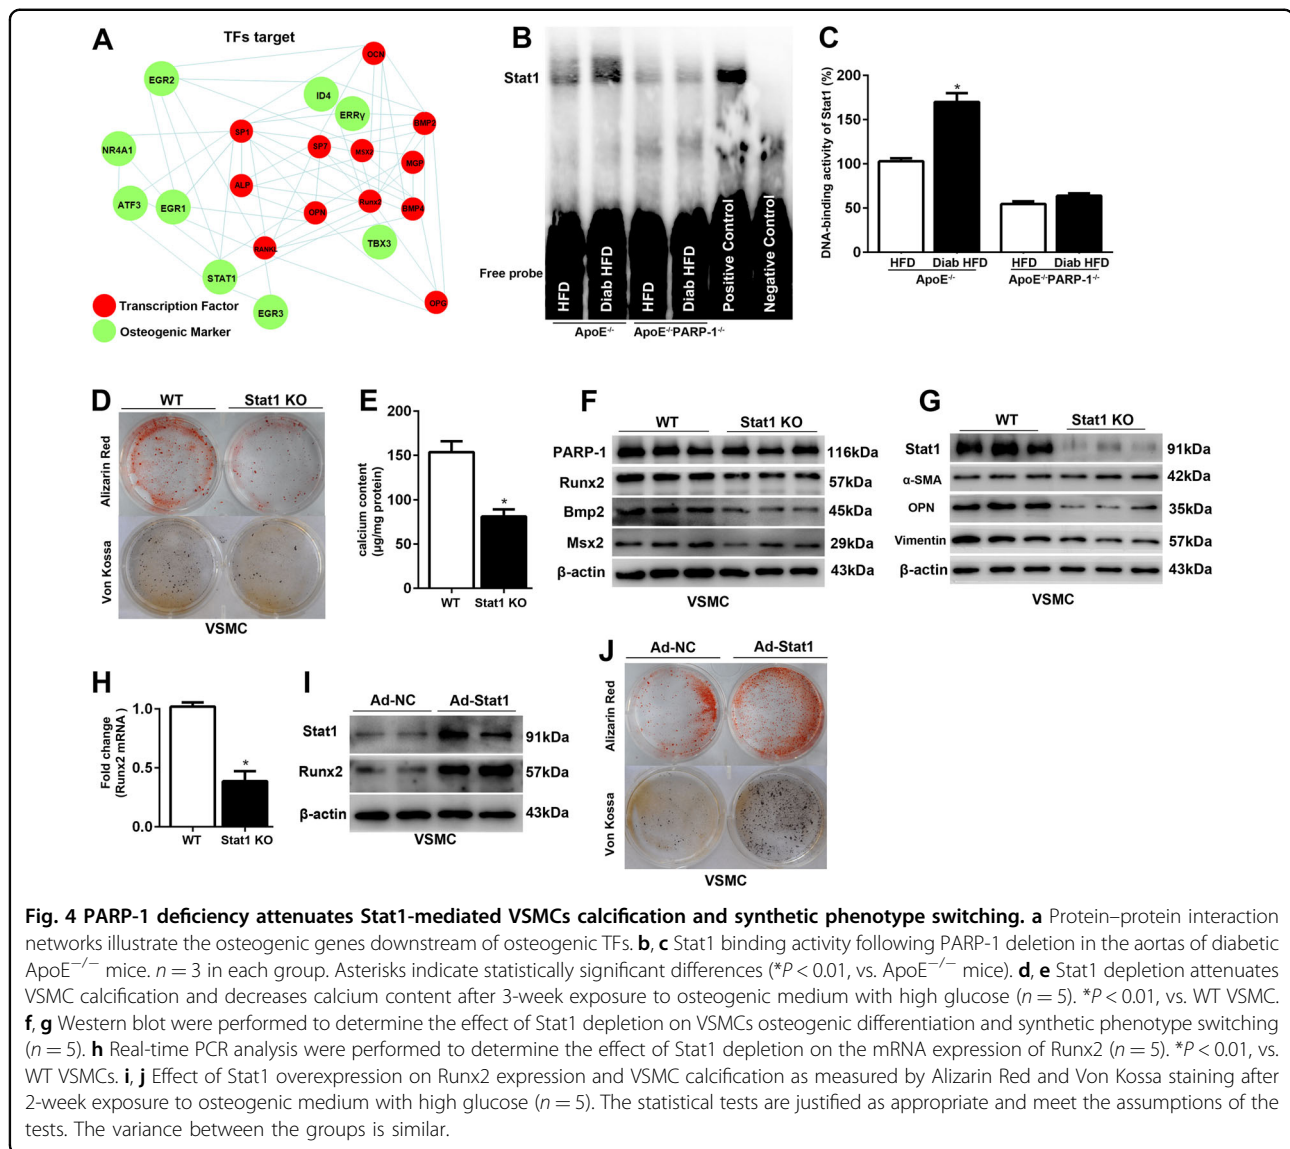 A
TFs target
OCN
EGR2
ID4
ERRγ
BMP2
SP1
NR4A1
SP7
MSX2
MGP
ALP
ATF3
EGR1
OPN
Runx2
BMP4
TBX3
RANKL
STAT1
EGR3
OPG
Transcription Factor
Osteogenic Marker
B
Stat1
Free probe
HFD
Diab HFD
HFD
Diab HFD
Positive Control
Negative Control
ApoE-/-
ApoE-/-PARP-1-/-
C
DNA-binding activity of Stat1 (%)
200
150
100
50
0
*
HFD Diab HFD HFD Diab HFD
ApoE-/- ApoE-/-PARP-1-/-
D
WT Stat1 KO
Alizarin Red
Von Kossa
VSMC
E
calcium content
(μg/mg protein)
200
150
100
50
0
*
WT Stat1 KO
F
WT Stat1 KO
PARP-1 116kDa
Runx2 57kDa
Bmp2 45kDa
Msx2 29kDa
β-actin 43kDa
VSMC
G
WT Stat1 KO
Stat1 91kDa
α-SMA 42kDa
OPN 35kDa
Vimentin 57kDa
β-actin 43kDa
VSMC
H
Fold change
(Runx2 mRNA )
1.0
0.5
0.0
*
WT Stat1 KO
I
Ad-NC Ad-Stat1
Stat1 91kDa
Runx2 57kDa
β-actin 43kDa
VSMC
J
Ad-NC Ad-Stat1
Alizarin Red
Von Kossa
VSMC
Fig. 4 PARP-1 deficiency attenuates Stat1-mediated VSMCs calcification and synthetic phenotype switching. a Protein–protein interaction
networks illustrate the osteogenic genes downstream of osteogenic TFs. b, c Stat1 binding activity following PARP-1 deletion in the aortas of diabetic
ApoE−/− mice. n = 3 in each group. Asterisks indicate statistically significant differences (*P < 0.01, vs. ApoE−/− mice). d, e Stat1 depletion attenuates
VSMC calcification and decreases calcium content after 3-week exposure to osteogenic medium with high glucose (n = 5). *P < 0.01, vs. WT VSMC.
f, g Western blot were performed to determine the effect of Stat1 depletion on VSMCs osteogenic differentiation and synthetic phenotype switching
(n = 5). h Real-time PCR analysis were performed to determine the effect of Stat1 depletion on the mRNA expression of Runx2 (n = 5). *P < 0.01, vs.
WT VSMCs. i, j Effect of Stat1 overexpression on Runx2 expression and VSMC calcification as measured by Alizarin Red and Von Kossa staining after
2-week exposure to osteogenic medium with high glucose (n = 5). The statistical tests are justified as appropriate and meet the assumptions of the
tests. The variance between the groups is similar.